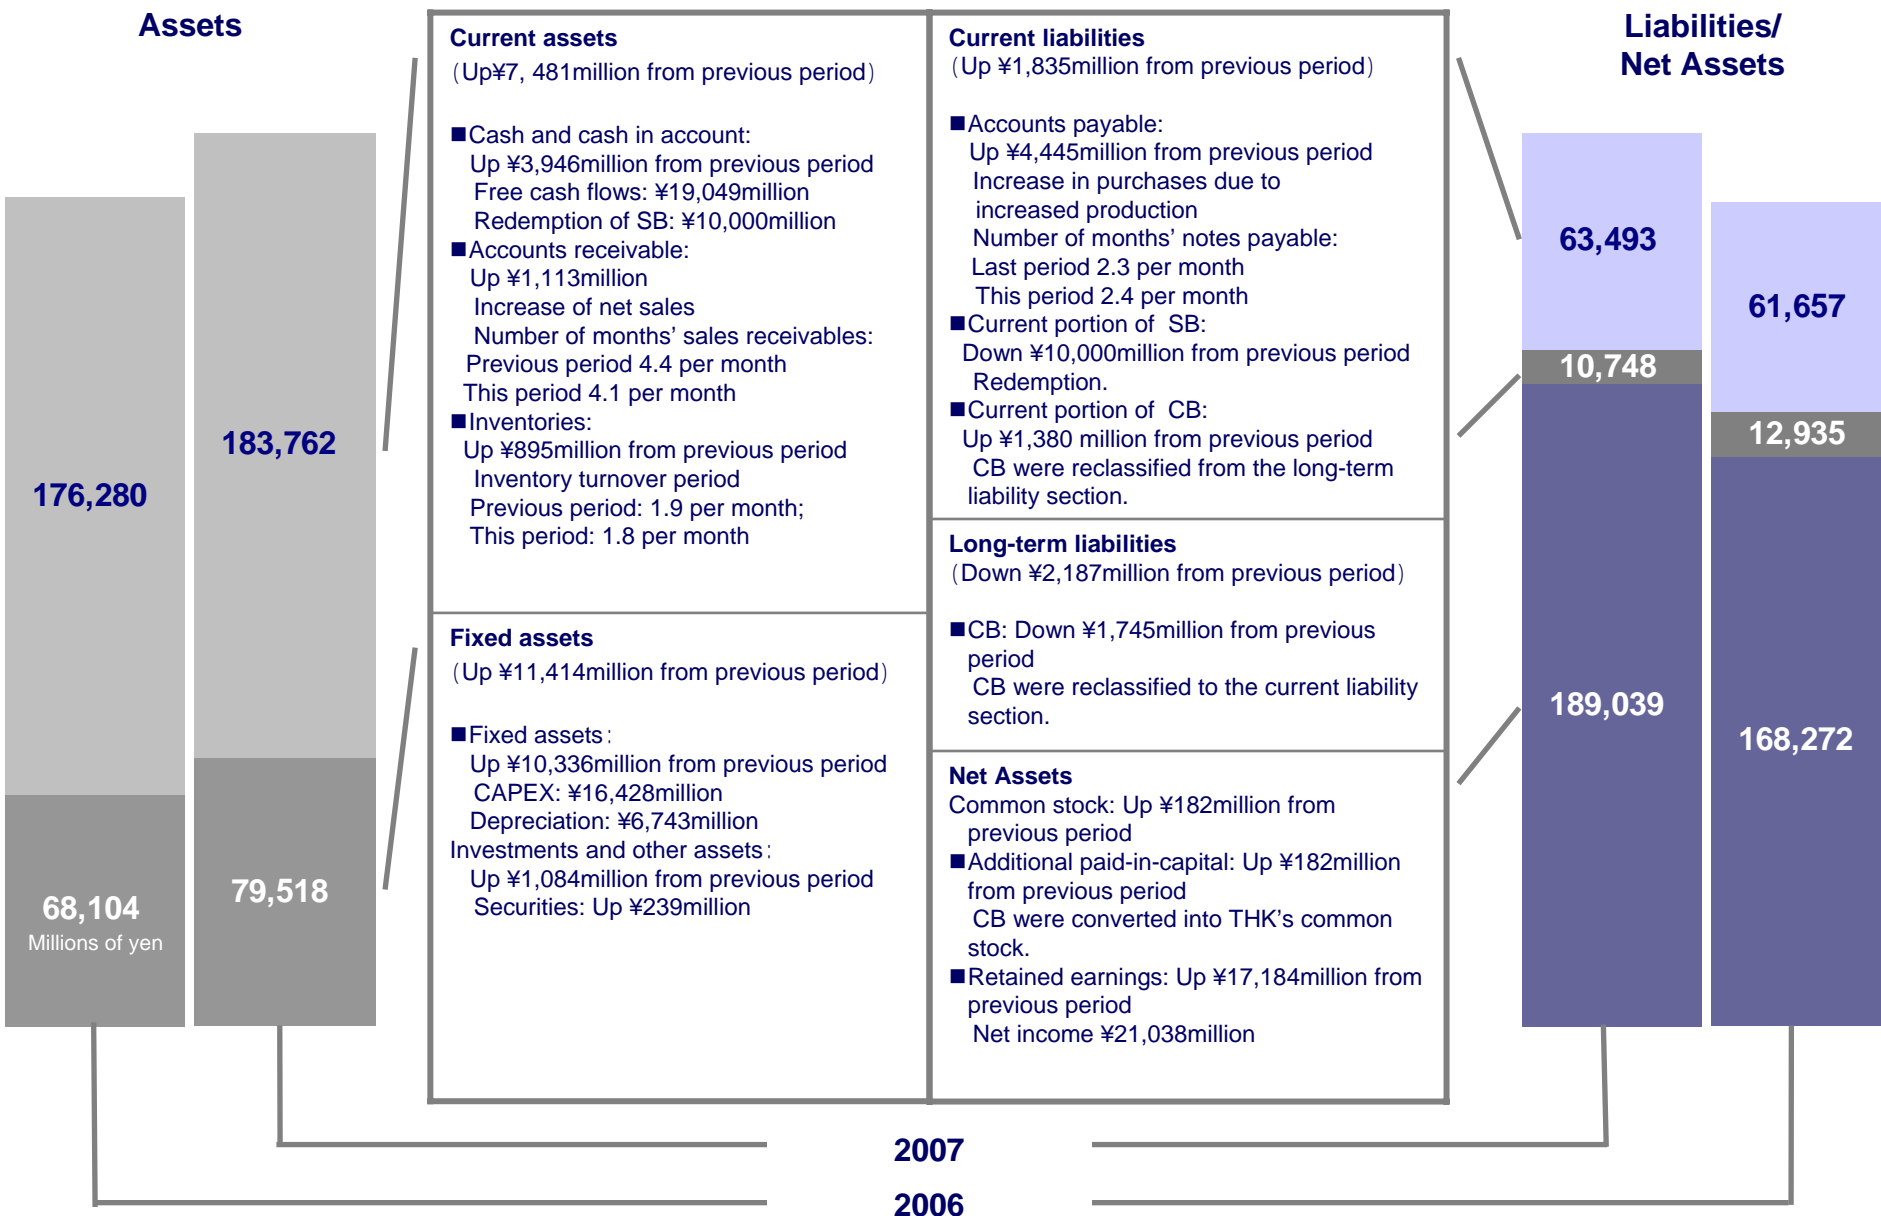 Assets
176,280
68,104
Millions of yen
183,762
79,518
Current assets
(Up¥7, 481million from previous period)
■Cash and cash in account:
Up ¥3,946million from previous period
Free cash flows: ¥19,049million
Redemption of SB: ¥10,000million
■Accounts receivable:
Up ¥1,113million
Increase of net sales
Number of months’ sales receivables:
Previous period 4.4 per month
This period 4.1 per month
■Inventories:
Up ¥895million from previous period
Inventory turnover period
Previous period: 1.9 per month;
This period: 1.8 per month
Fixed assets
(Up ¥11,414million from previous period)
■Fixed assets:
Up ¥10,336million from previous period
CAPEX: ¥16,428million
Depreciation: ¥6,743million
Investments and other assets:
Up ¥1,084million from previous period
Securities: Up ¥239million
Current liabilities
(Up ¥1,835million from previous period)
■Accounts payable:
Up ¥4,445million from previous period
Increase in purchases due to
increased production
Number of months’ notes payable:
Last period 2.3 per month
This period 2.4 per month
■Current portion of SB:
Down ¥10,000million from previous period
Redemption.
■Current portion of CB:
Up ¥1,380 million from previous period
CB were reclassified from the long-term
liability section.
Long-term liabilities
(Down ¥2,187million from previous period)
■CB: Down ¥1,745million from previous
period
CB were reclassified to the current liability
section.
Net Assets
Common stock: Up ¥182million from
previous period
■Additional paid-in-capital: Up ¥182million
from previous period
CB were converted into THK’s common
stock.
■Retained earnings: Up ¥17,184million from
previous period
Net income ¥21,038million
Liabilities/
Net Assets
63,493
10,748
189,039
61,657
12,935
168,272
2007
2006